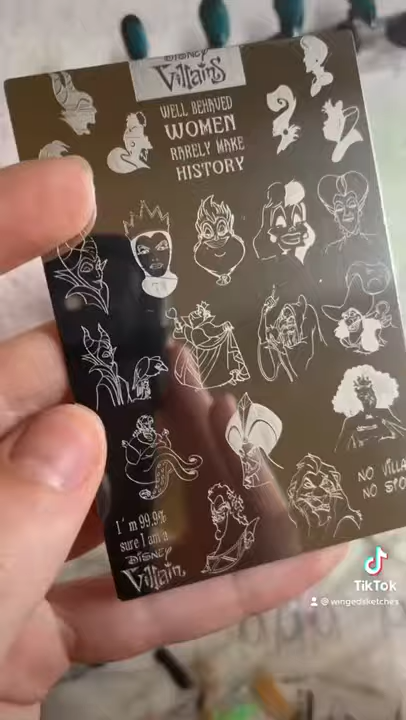 DISNEY
Villains
WELL BEHAVED
WOMEN
RARELY MAKE
HISTORY
NO VILLA
NO SPO
I'm 99.9%
sure I am a
DISNEY
Villain
TikTok
@wingedsketches